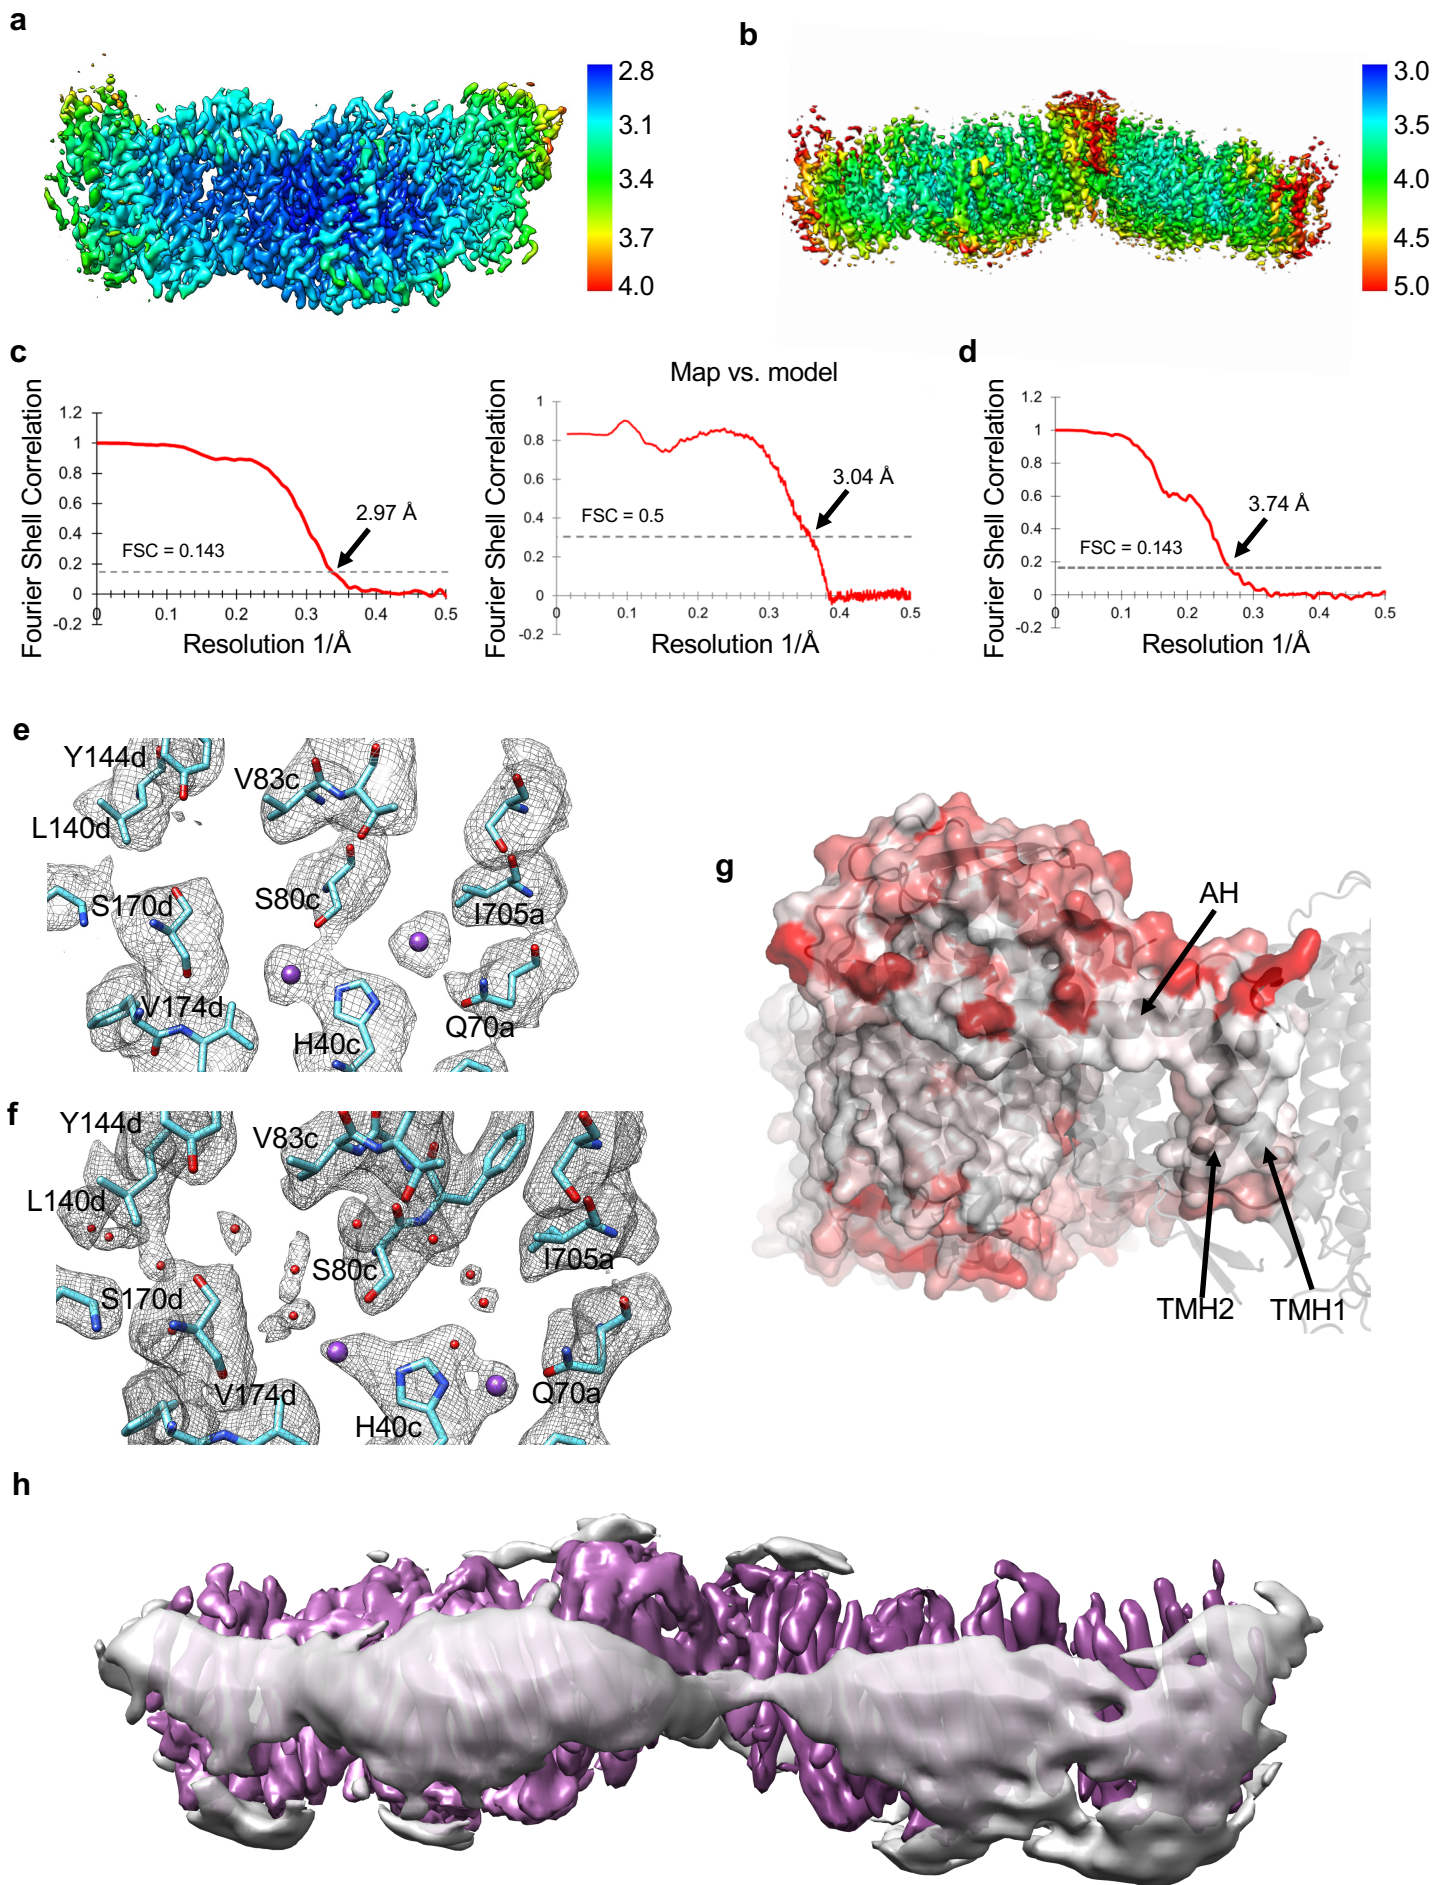 a
2.8
3.1
3.4
3.7
4.0
b
3.0
3.5
4.0
4.5
5.0
c
Fourier Shell Correlation
1.2
1
0.8
0.6
0.4
0.2
0
-0.2
FSC = 0.143
2.97 Å
0 0.1 0.2 0.3 0.4 0.5
Resolution 1/Å
Map vs. model
Fourier Shell Correlation
1
0.8
0.6
0.4
0.2
0
-0.2
FSC = 0.5
3.04 Å
0 0.1 0.2 0.3 0.4 0.5
Resolution 1/Å
d
Fourier Shell Correlation
1.2
1
0.8
0.6
0.4
0.2
0
-0.2
FSC = 0.143
3.74 Å
0 0.1 0.2 0.3 0.4 0.5
Resolution 1/Å
e
Y144d
V83c
L140d
S170d
S80c
I705a
V174d
H40c
Q70a
f
Y144d
V83c
L140d
S170d
S80c
I705a
V174d
H40c
Q70a
g
AH
TMH2
TMH1
h